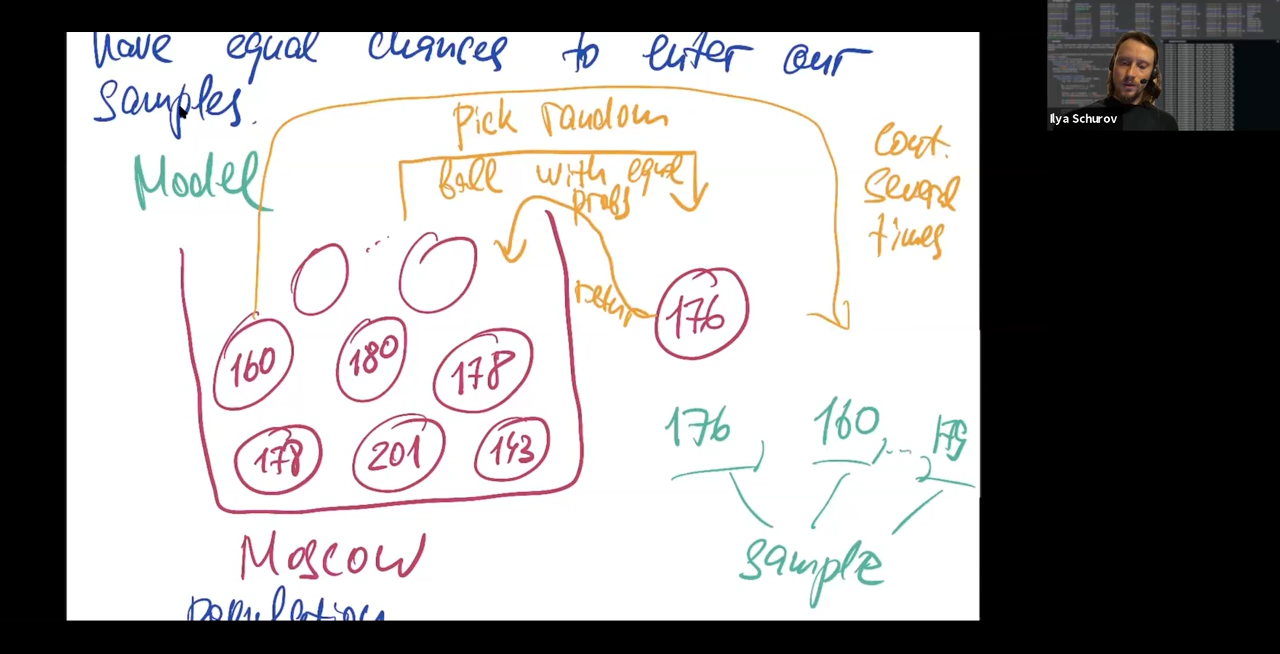 have equal chances to enter our
samples.
Model
pick random
ball with equal
probs
cont.
several
times
return
176
160
180
178
178
201
143
176, 160, ...,
sample
Moscow
population
Ilya Schurov